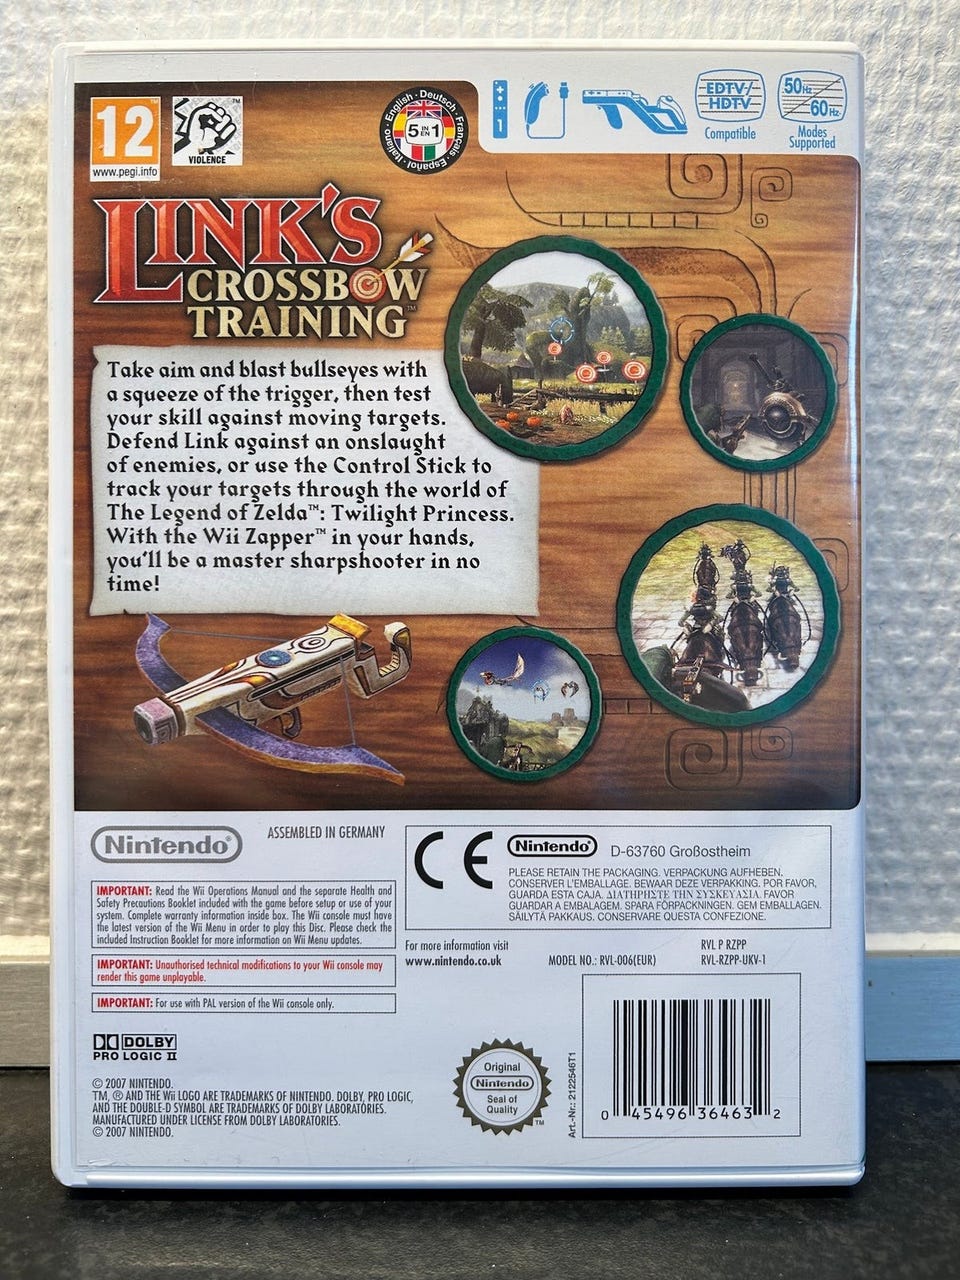 12
www.pegi.info
VIOLENCE
English · Deutsch · Français · Español · Italiano
5 IN EN 1
1
EDTV/
HDTV
Compatible
50Hz
60Hz
Modes
Supported
LINK'S
CROSSBOW
TRAINING™
Take aim and blast bullseyes with
a squeeze of the trigger, then test
your skill against moving targets.
Defend Link against an onslaught
of enemies, or use the Control Stick to
track your targets through the world of
The Legend of Zelda™: Twilight Princess.
With the Wii Zapper™ in your hands,
you'll be a master sharpshooter in no
time!
Nintendo®
ASSEMBLED IN GERMANY
IMPORTANT: Read the Wii Operations Manual and the separate Health and
Safety Precautions Booklet included with the game before setup or use of your
system. Complete warranty information inside box. The Wii console must have
the latest version of the Wii Menu in order to play this Disc. Please check the
included Instruction Booklet for more information on Wii Menu updates.
IMPORTANT: Unauthorised technical modifications to your Wii console may
render this game unplayable.
IMPORTANT: For use with PAL version of the Wii console only.
CE
Nintendo®
D-63760 Großostheim
PLEASE RETAIN THE PACKAGING. VERPACKUNG AUFHEBEN.
CONSERVER L'EMBALLAGE. BEWAAR DEZE VERPAKKING. POR FAVOR,
GUARDA ESTA CAJA. ΔΙΑΤΗΡΗΣΤΕ ΤΗΝ ΣΥΣΚΕΥΑΣΙΑ. FAVOR
GUARDAR A EMBALAGEM. SPARA FÖRPACKNINGEN. GEM EMBALLAGEN.
SÄILYTÄ PAKKAUS. CONSERVARE QUESTA CONFEZIONE.
For more information visit
www.nintendo.co.uk
MODEL NO.: RVL-006(EUR)
RVL P RZPP
RVL-RZPP-UKV-1
DOLBY
PRO LOGIC II
© 2007 NINTENDO.
TM, ® AND THE Wii LOGO ARE TRADEMARKS OF NINTENDO. DOLBY, PRO LOGIC,
AND THE DOUBLE-D SYMBOL ARE TRADEMARKS OF DOLBY LABORATORIES.
MANUFACTURED UNDER LICENSE FROM DOLBY LABORATORIES.
© 2007 NINTENDO.
Original
Nintendo®
Seal of
Quality
™
Art.-Nr.: 2122546T1
0 45496 36463 2